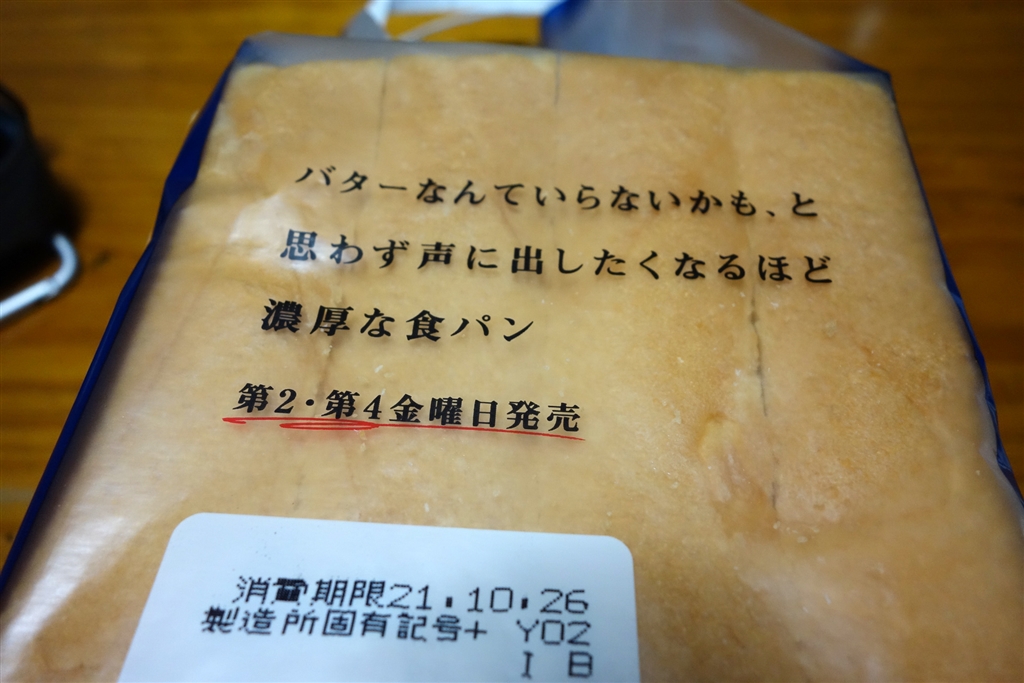 バターなんていらないかも、と
思わず声に出したくなるほど
濃厚な食パン
第2・第4金曜日発売
消費期限21.10.26
製造所固有記号+ Y02
I B